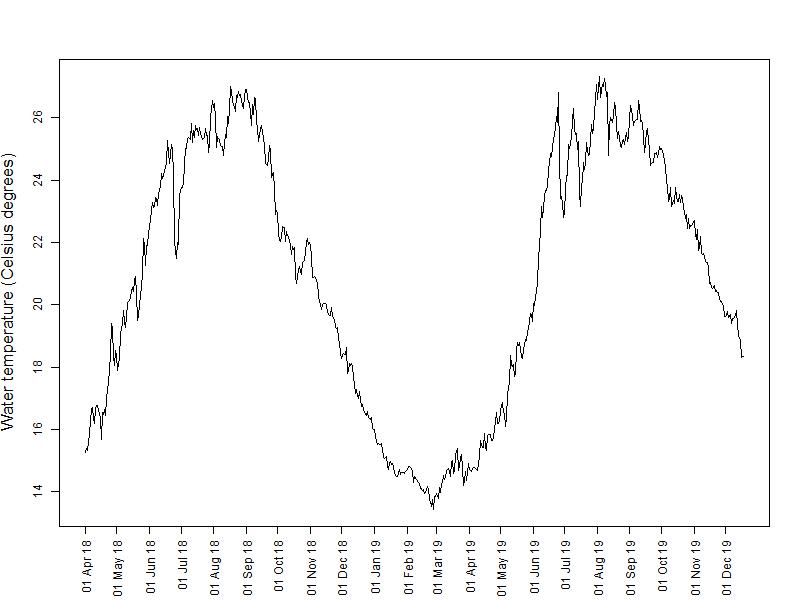 Water temperature (Celsius degrees)
26
24
22
20
18
16
14
01 Apr 18
01 May 18
01 Jun 18
01 Jul 18
01 Aug 18
01 Sep 18
01 Oct 18
01 Nov 18
01 Dec 18
01 Jan 19
01 Feb 19
01 Mar 19
01 Apr 19
01 May 19
01 Jun 19
01 Jul 19
01 Aug 19
01 Sep 19
01 Oct 19
01 Nov 19
01 Dec 19